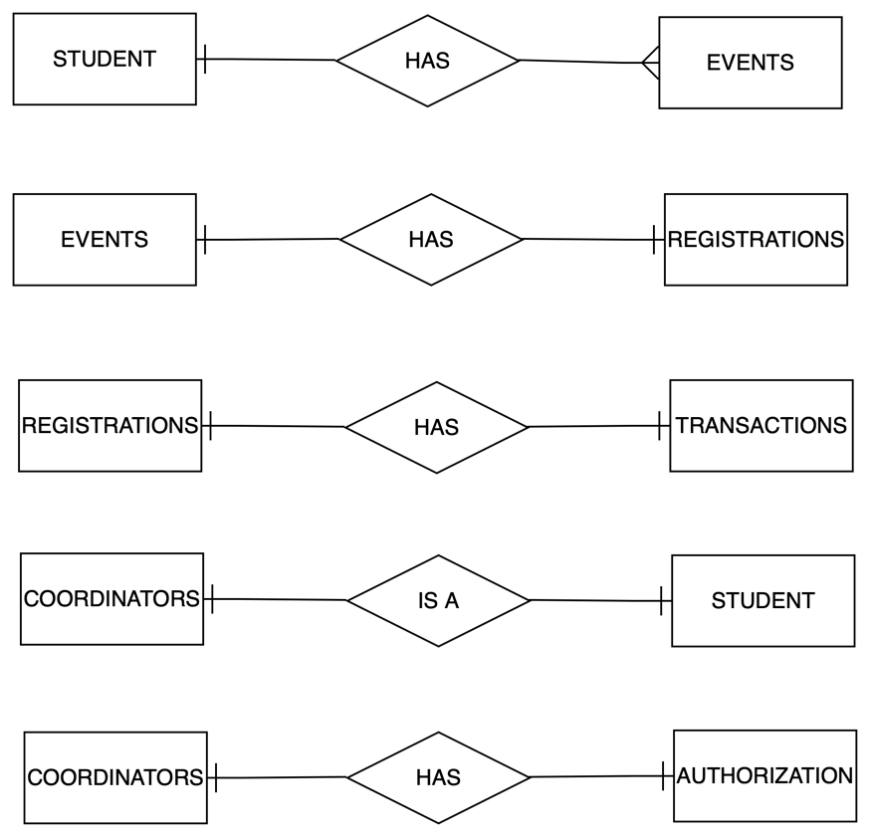 STUDENT HAS EVENTS
EVENTS HAS REGISTRATIONS
REGISTRATIONS HAS TRANSACTIONS
COORDINATORS IS A STUDENT
COORDINATORS HAS AUTHORIZATION